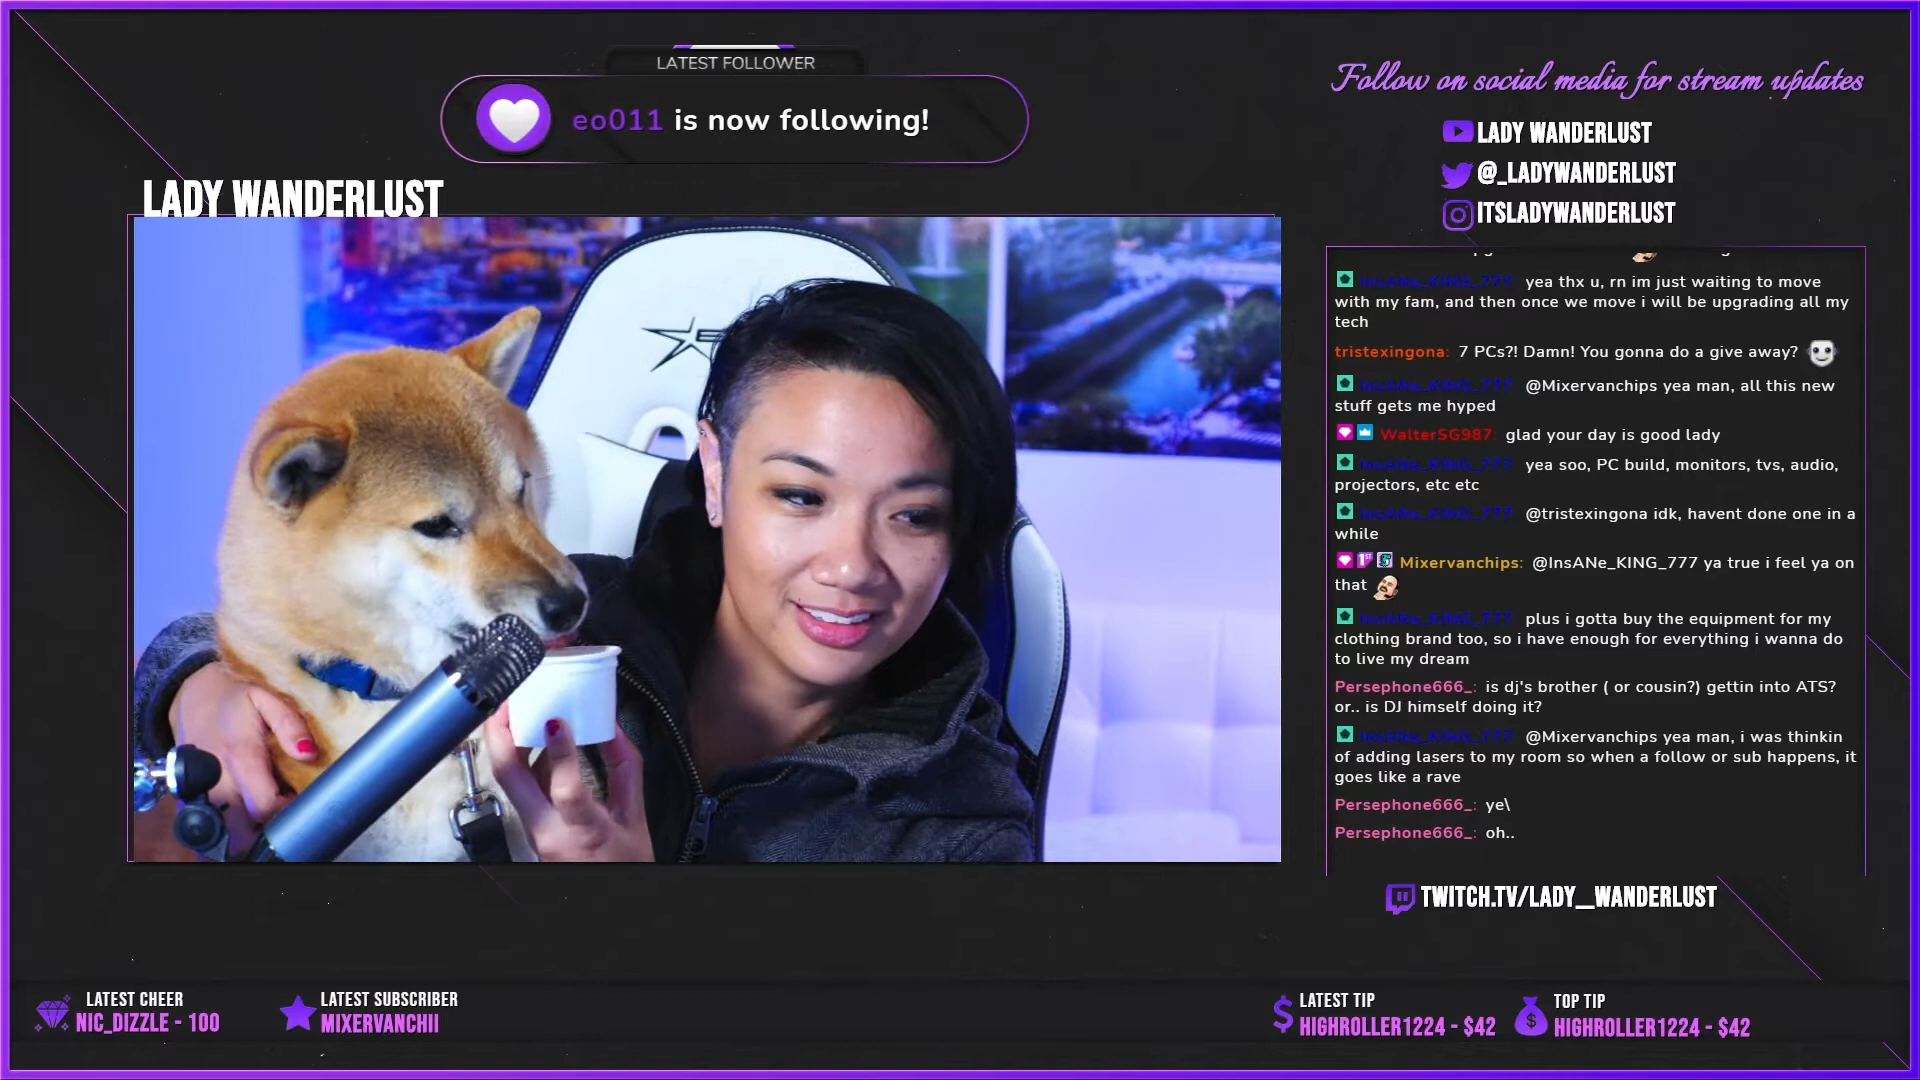 LATEST FOLLOWER
eo011 is now following!
Follow on social media for stream updates
LADY WANDERLUST
@_LADYWANDERLUST
ITSLADYWANDERLUST
LADY WANDERLUST
InsANe_KING_777: yea thx u, rn im just waiting to move
with my fam, and then once we move i will be upgrading all my
tech
tristexingona: 7 PCs?! Damn! You gonna do a give away?
InsANe_KING_777: @Mixervanchips yea man, all this new
stuff gets me hyped
WalterSG987: glad your day is good lady
InsANe_KING_777: yea soo, PC build, monitors, tvs, audio,
projectors, etc etc
InsANe_KING_777: @tristexingona idk, havent done one in a
while
1ST Mixervanchips: @InsANe_KING_777 ya true i feel ya on
that
InsANe_KING_777: plus i gotta buy the equipment for my
clothing brand too, so i have enough for everything i wanna do
to live my dream
Persephone666_: is dj's brother ( or cousin?) gettin into ATS?
or.. is DJ himself doing it?
InsANe_KING_777: @Mixervanchips yea man, i was thinkin
of adding lasers to my room so when a follow or sub happens, it
goes like a rave
Persephone666_: ye\
Persephone666_: oh..
TWITCH.TV/LADY__WANDERLUST
LATEST CHEER
NIC_DIZZLE - 100
LATEST SUBSCRIBER
MIXERVANCHII
LATEST TIP
HIGHROLLER1224 - $42
TOP TIP
HIGHROLLER1224 - $42